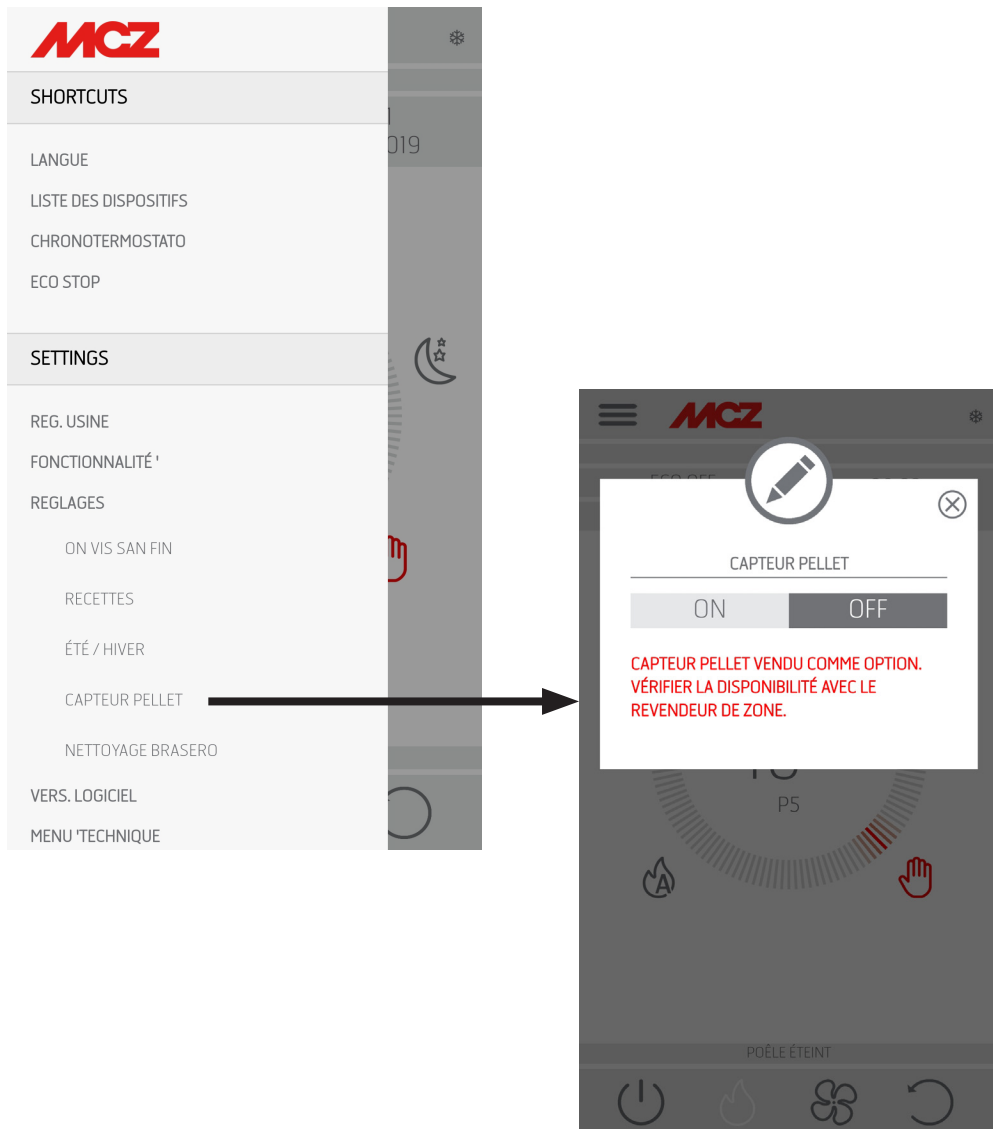 MCZ
SHORTCUTS
LANGUE
LISTE DES DISPOSITIFS
CHRONOTERMOSTATO
ECO STOP
SETTINGS
REG. USINE
FONCTIONNALITÉ '
REGLAGES
ON VIS SAN FIN
RECETTES
ÉTÉ / HIVER
CAPTEUR PELLET
NETTOYAGE BRASERO
VERS. LOGICIEL
MENU 'TECHNIQUE
019
MCZ
CAPTEUR PELLET
ON OFF
CAPTEUR PELLET VENDU COMME OPTION.
VÉRIFIER LA DISPONIBILITÉ AVEC LE
REVENDEUR DE ZONE.
P5
A
POÊLE ÉTEINT